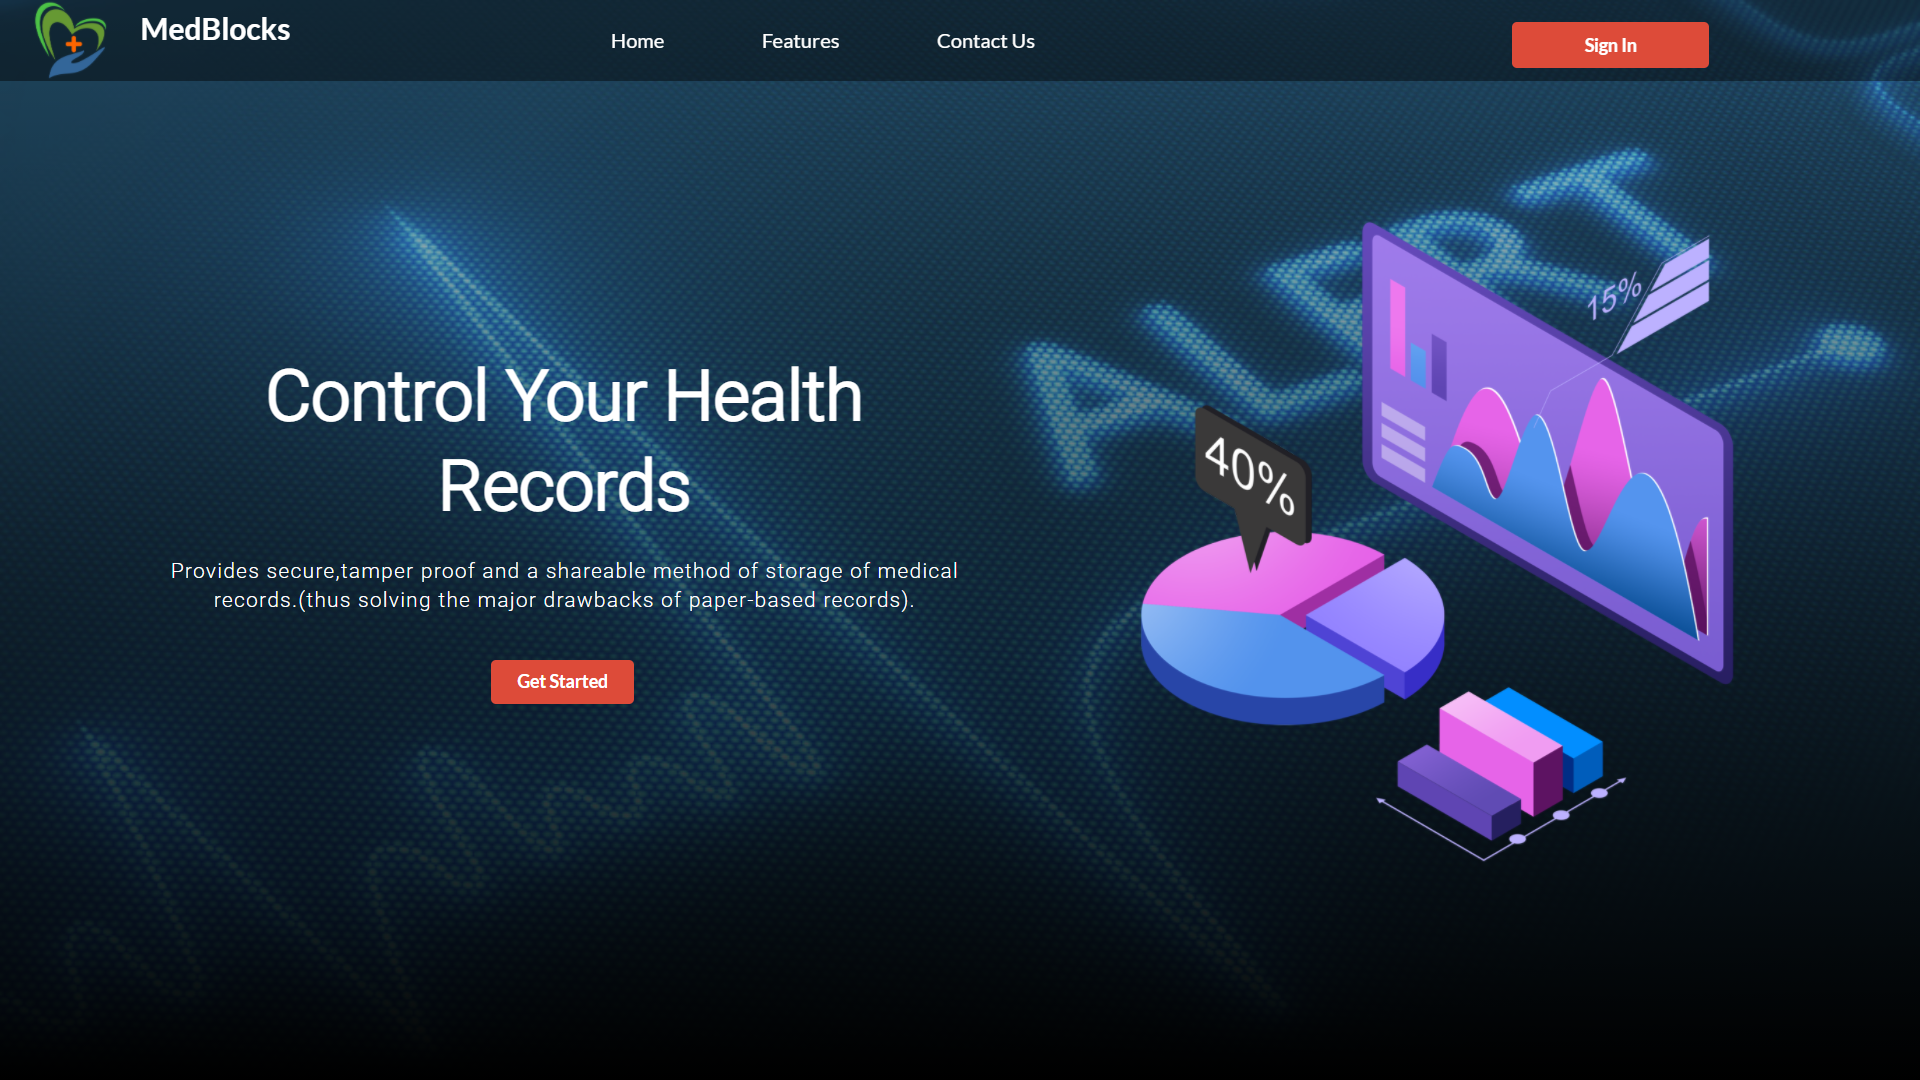 MedBlocks
Home
Features
Contact Us
Sign In
ALERT
15%
40%
Control Your Health
Records
Provides secure,tamper proof and a shareable method of storage of medical
records.(thus solving the major drawbacks of paper-based records).
Get Started